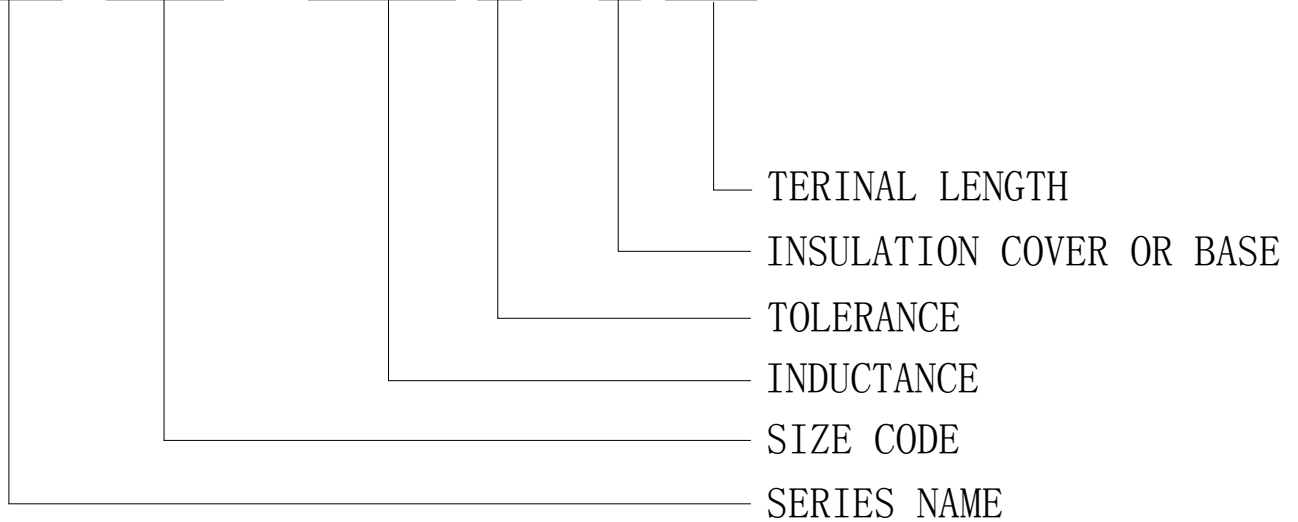 TERINAL LENGTH
INSULATION COVER OR BASE
TOLERANCE
INDUCTANCE
SIZE CODE
SERIES NAME